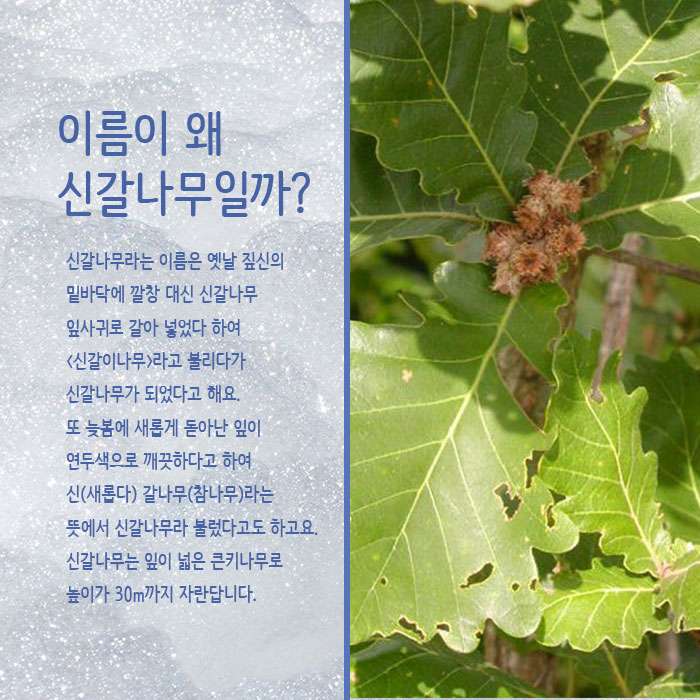 이름이 왜
신갈나무일까?
신갈나무라는 이름은 옛날 짚신의
밑바닥에 깔창 대신 신갈나무
잎사귀로 갈아 넣었다 하여
<신갈이나무>라고 불리다가
신갈나무가 되었다고 해요.
또 늦봄에 새롭게 돋아난 잎이
연두색으로 깨끗하다고 하여
신(새롭다) 갈나무(참나무)라는
뜻에서 신갈나무라 불렀다고도 하고요.
신갈나무는 잎이 넓은 큰키나무로
높이가 30m까지 자란답니다.